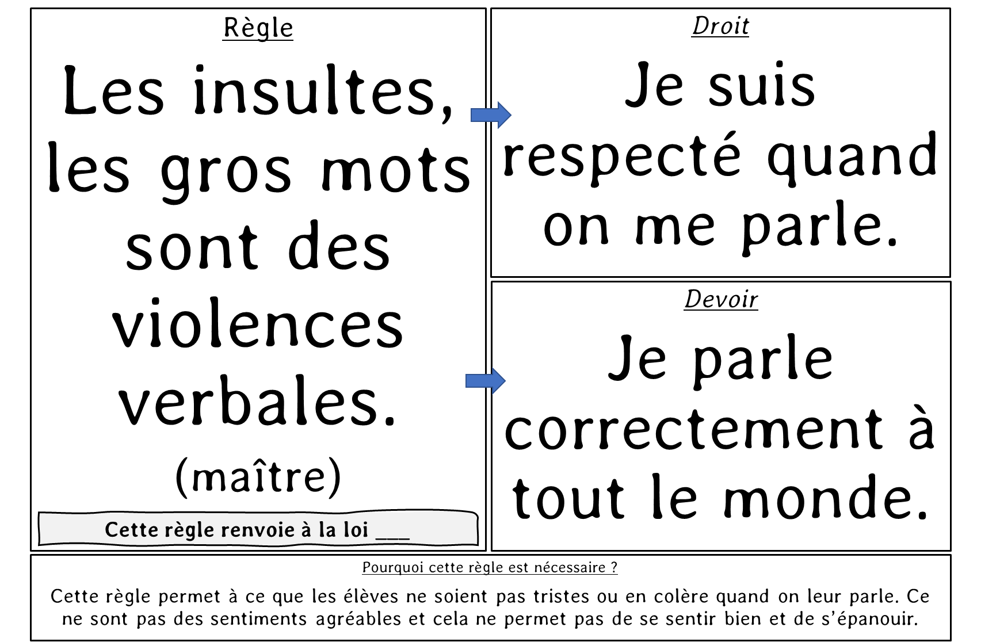 Règle
Les insultes,
les gros mots
sont des
violences
verbales.
(maître)
Cette règle renvoie à la loi ___
Droit
Je suis
respecté quand
on me parle.
Devoir
Je parle
correctement à
tout le monde.
Pourquoi cette règle est nécessaire ?
Cette règle permet à ce que les élèves ne soient pas tristes ou en colère quand on leur parle. Ce
ne sont pas des sentiments agréables et cela ne permet pas de se sentir bien et de s’épanouir.